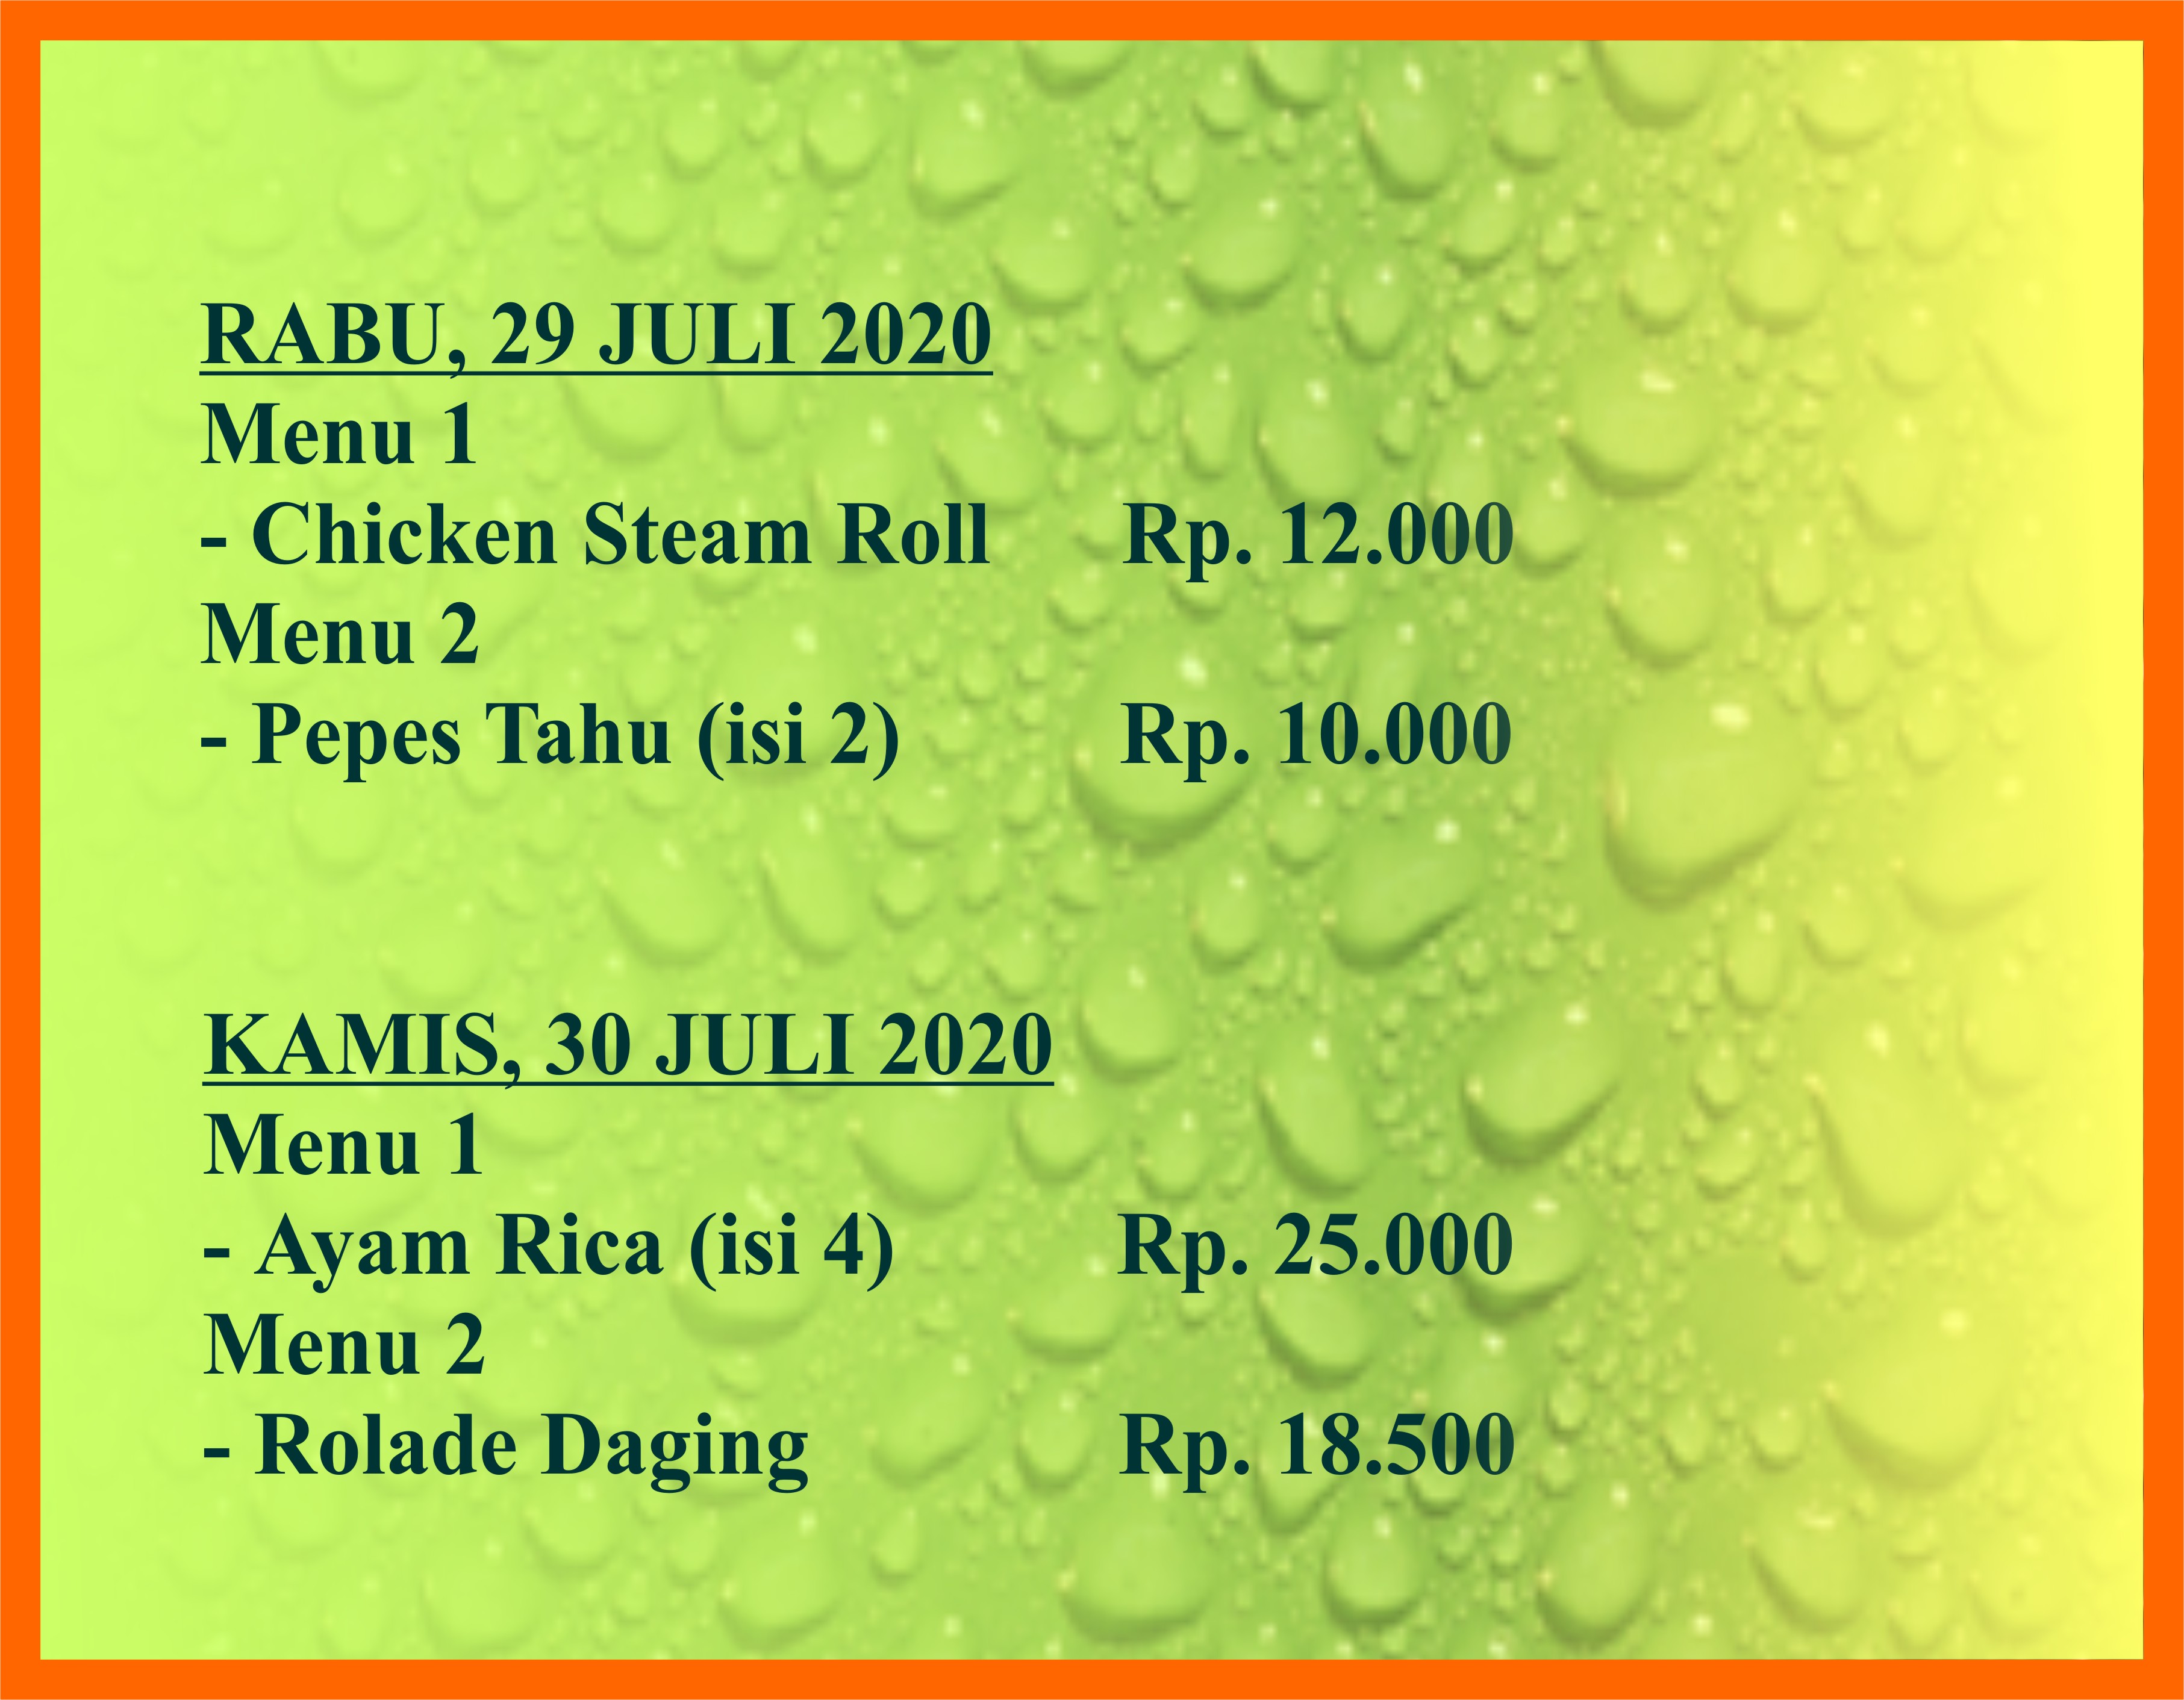 RABU, 29 JULI 2020
Menu 1
- Chicken Steam Roll Rp. 12.000
Menu 2
- Pepes Tahu (isi 2) Rp. 10.000
KAMIS, 30 JULI 2020
Menu 1
- Ayam Rica (isi 4) Rp. 25.000
Menu 2
- Rolade Daging Rp. 18.500